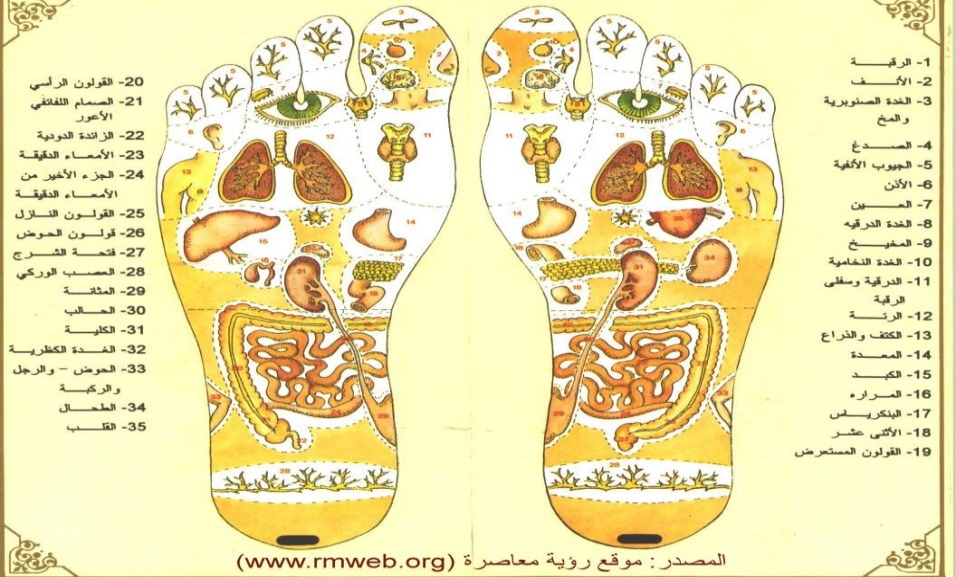 1- الرقبة
2- الأنف
3- الغدة الصنوبرية
والمخ
4- الصدغ
5- الجيوب الأنفية
6- الأذن
7- العين
8- الغدة الدرقيه
9- المخيخ
10- الغدة النخامية
11- الدرقية وسفلى
الرقبة
12- الرئة
13- الكتف والذراع
14- المعدة
15- الكبد
16- المراره
17- البنكرياس
18- الأثنى عشر
19- القولون المستعرض
20- القولون الرأسي
21- الصمام اللفائفي
الأعور
22- الزائدة الدودية
23- الأمعاء الدقيقة
24- الجزء الأخير من
الأمعاء الدقيقة
25- القولون النازل
26- قولون الحوض
27- فتحة الشرج
28- العصب الوركي
29- المثانة
30- الحالب
31- الكلية
32- الغدة الكظرية
33- الحوض – والرجل
والركبة
34- الطحال
35- القلب
المصدر: موقع رؤية معاصرة (www.rmweb.org)